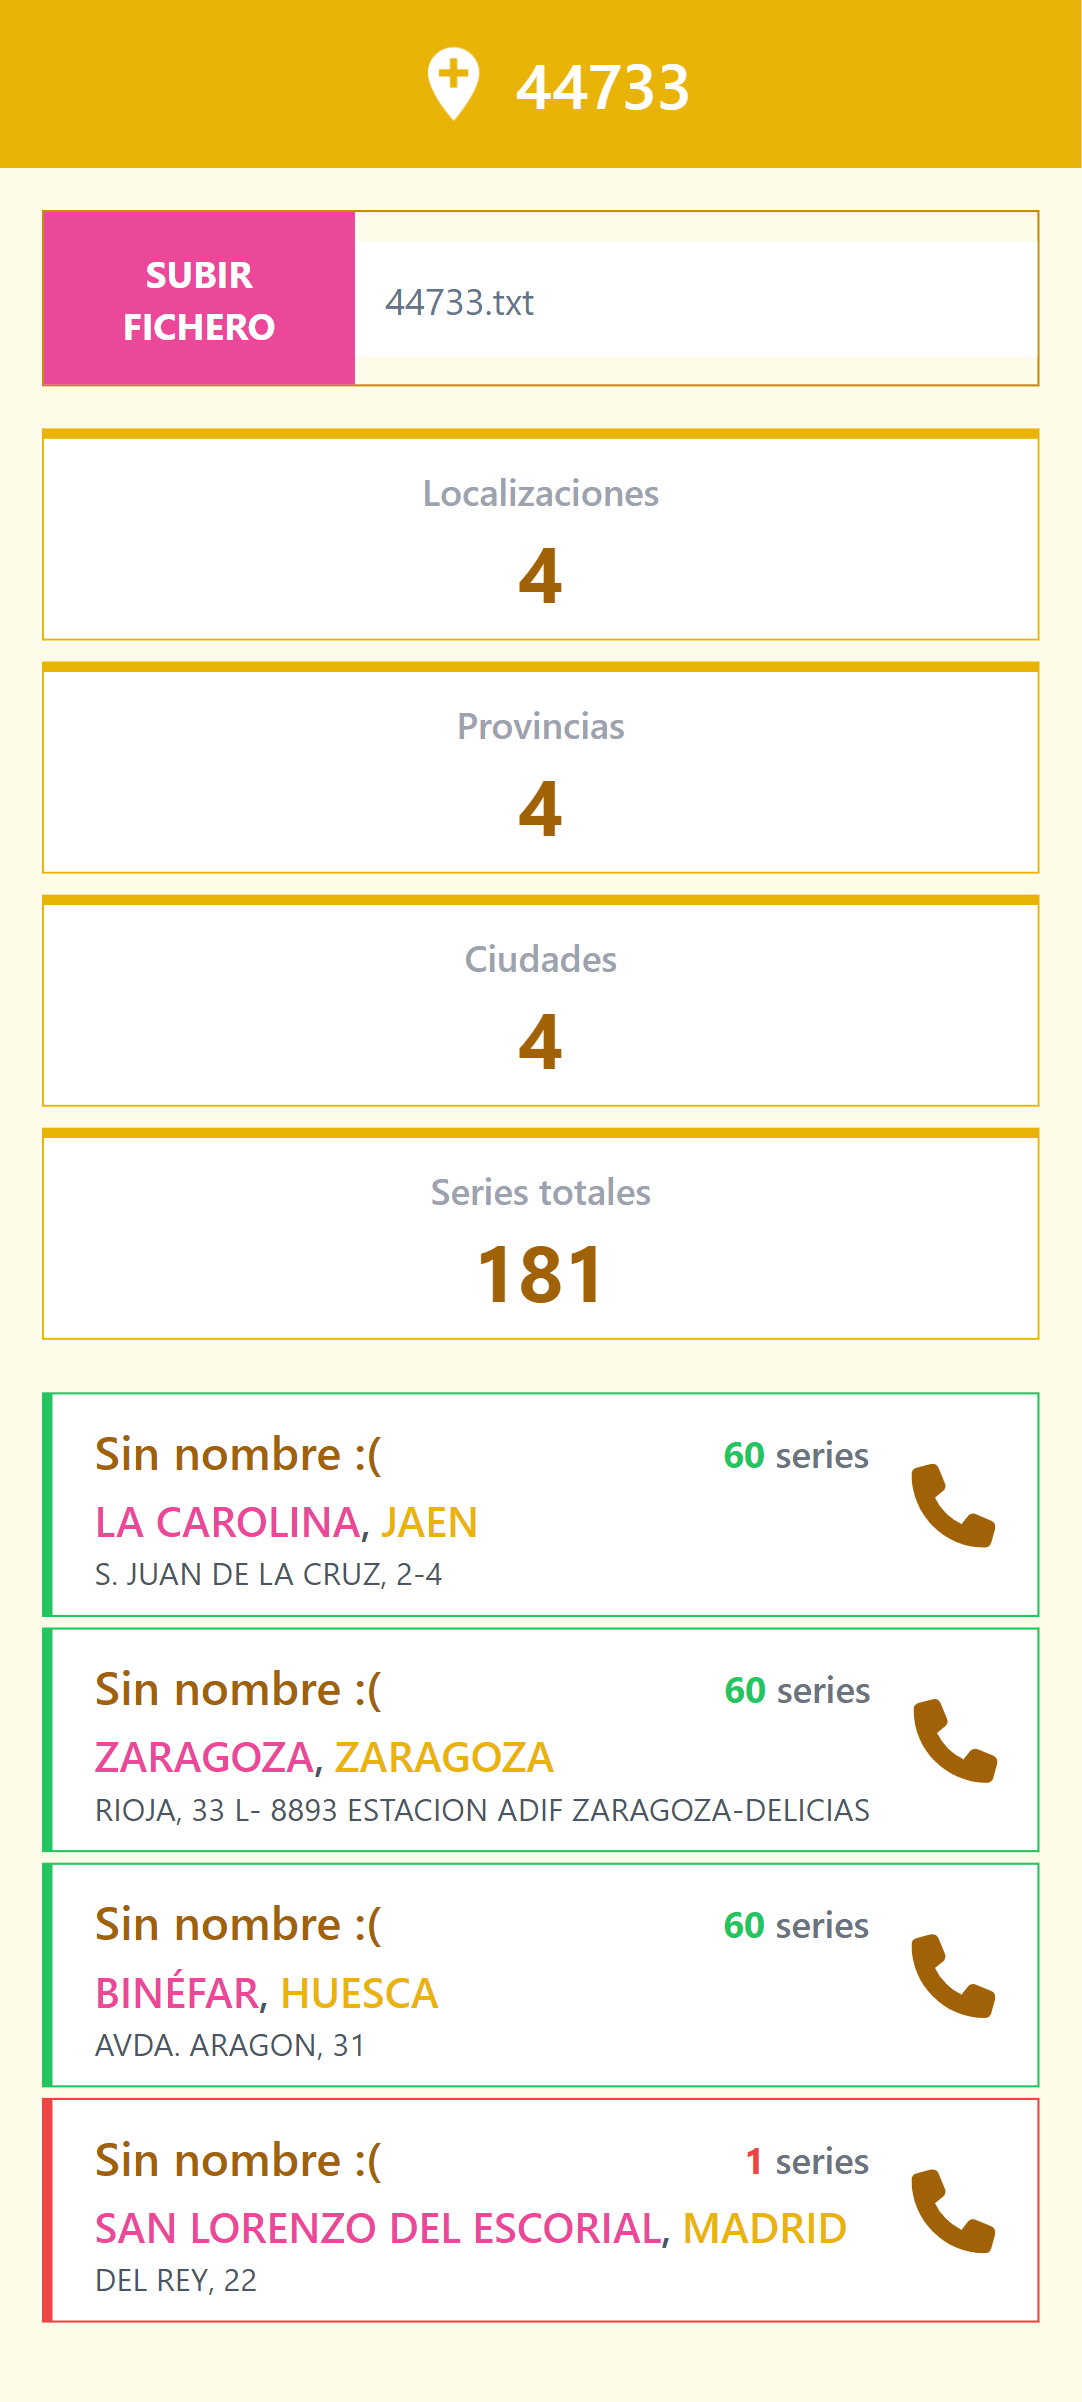 44733
SUBIR
FICHERO
44733.txt
Localizaciones
4
Provincias
4
Ciudades
4
Series totales
181
Sin nombre :(
60 series
LA CAROLINA, JAEN
S. JUAN DE LA CRUZ, 2-4
Sin nombre :(
60 series
ZARAGOZA, ZARAGOZA
RIOJA, 33 L- 8893 ESTACION ADIF ZARAGOZA-DELICIAS
Sin nombre :(
60 series
BINÉFAR, HUESCA
AVDA. ARAGON, 31
Sin nombre :(
1 series
SAN LORENZO DEL ESCORIAL, MADRID
DEL REY, 22